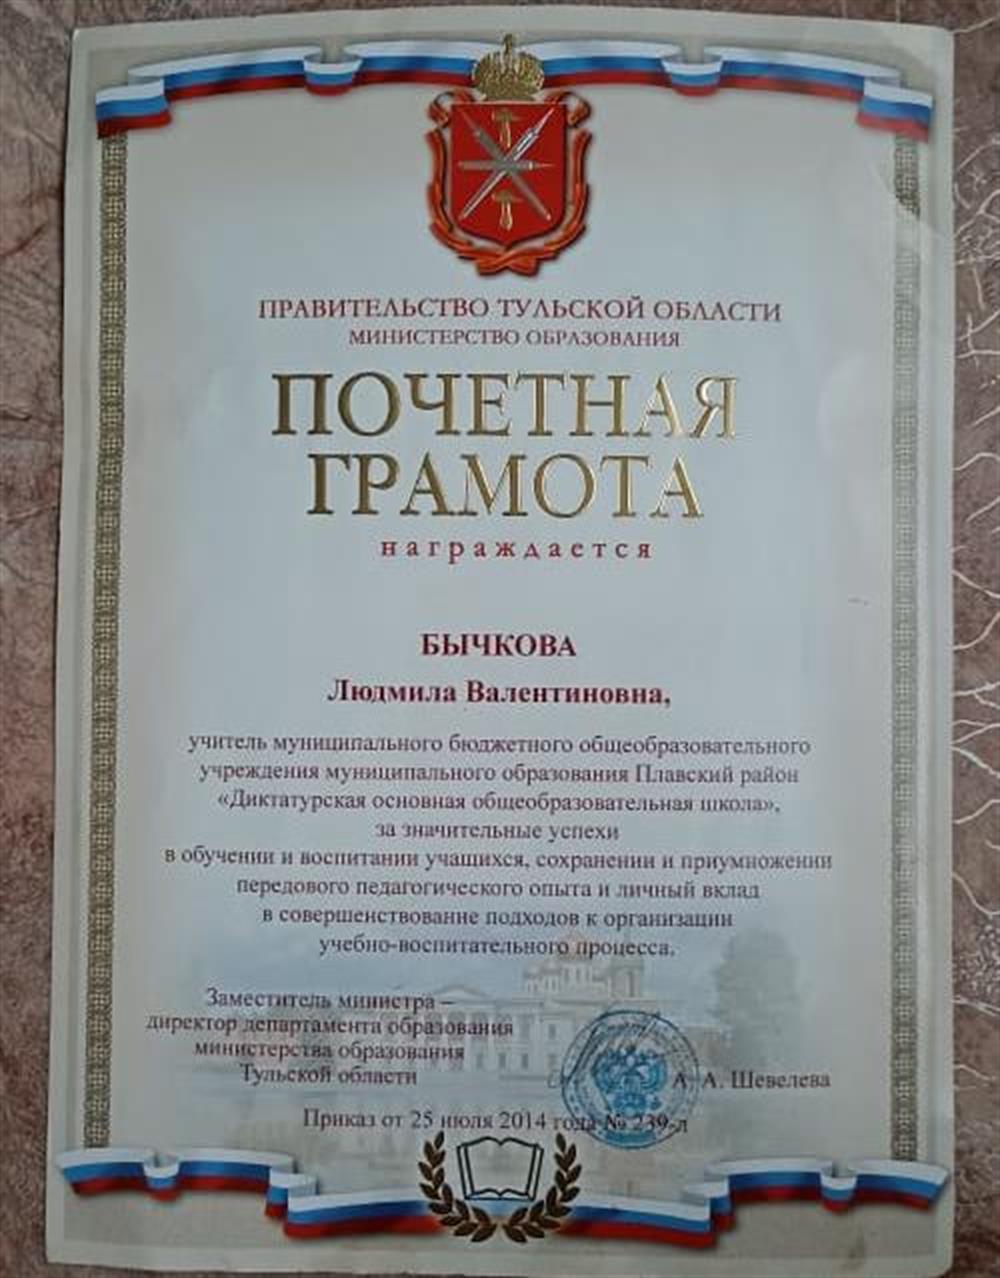 ПРАВИТЕЛЬСТВО ТУЛЬСКОЙ ОБЛАСТИ
МИНИСТЕРСТВО ОБРАЗОВАНИЯ
ПОЧЕТНАЯ
ГРАМОТА
награждается
БЫЧКОВА
Людмила Валентиновна,
учитель муниципального бюджетного общеобразовательного
учреждения муниципального образования Плавский район
«Диктатурская основная общеобразовательная школа»,
за значительные успехи
в обучении и воспитании учащихся, сохранении и приумножении
передового педагогического опыта и личный вклад
в совершенствование подходов к организации
учебно-воспитательного процесса.
Заместитель министра –
директор департамента образования
министерства образования
Тульской области
А. А. Шевелева
Приказ от 25 июля 2014 года № 239-л